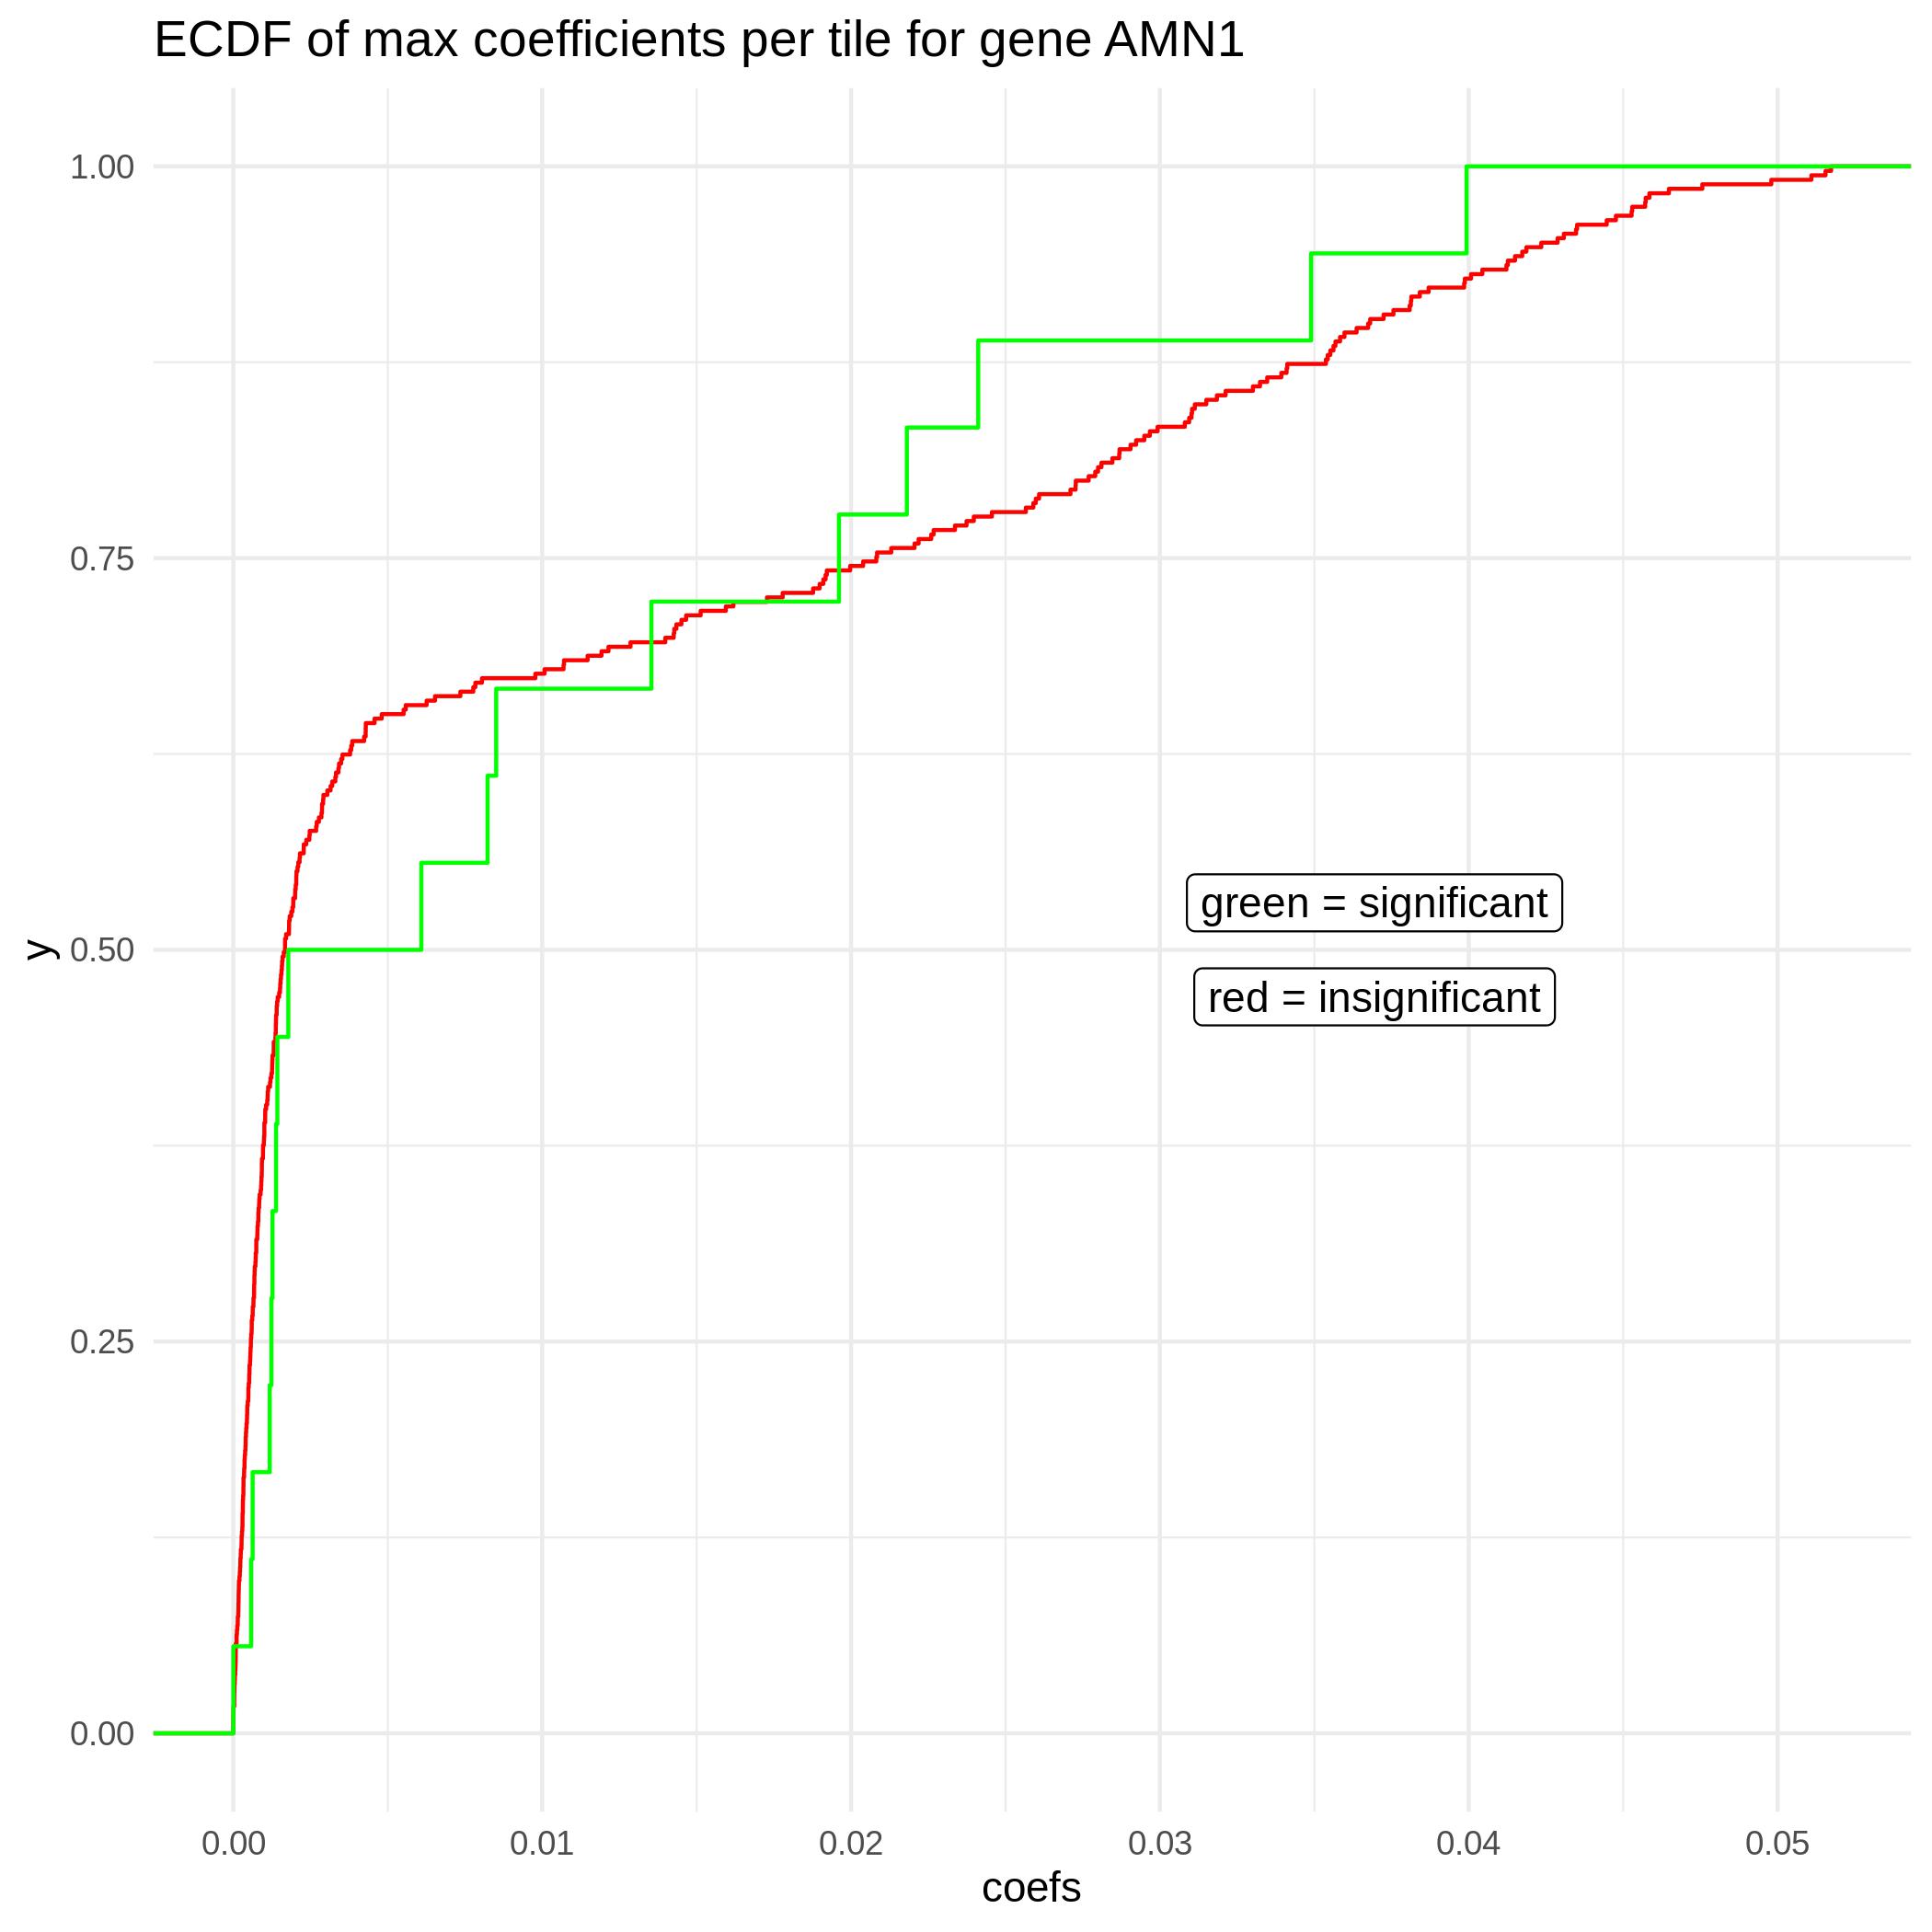 ECDF of max coefficients per tile for gene AMN1
1.00
0.75
0.50
0.25
0.00
y
green = significant
red = insignificant
0.00 0.01 0.02 0.03 0.04 0.05
coefs